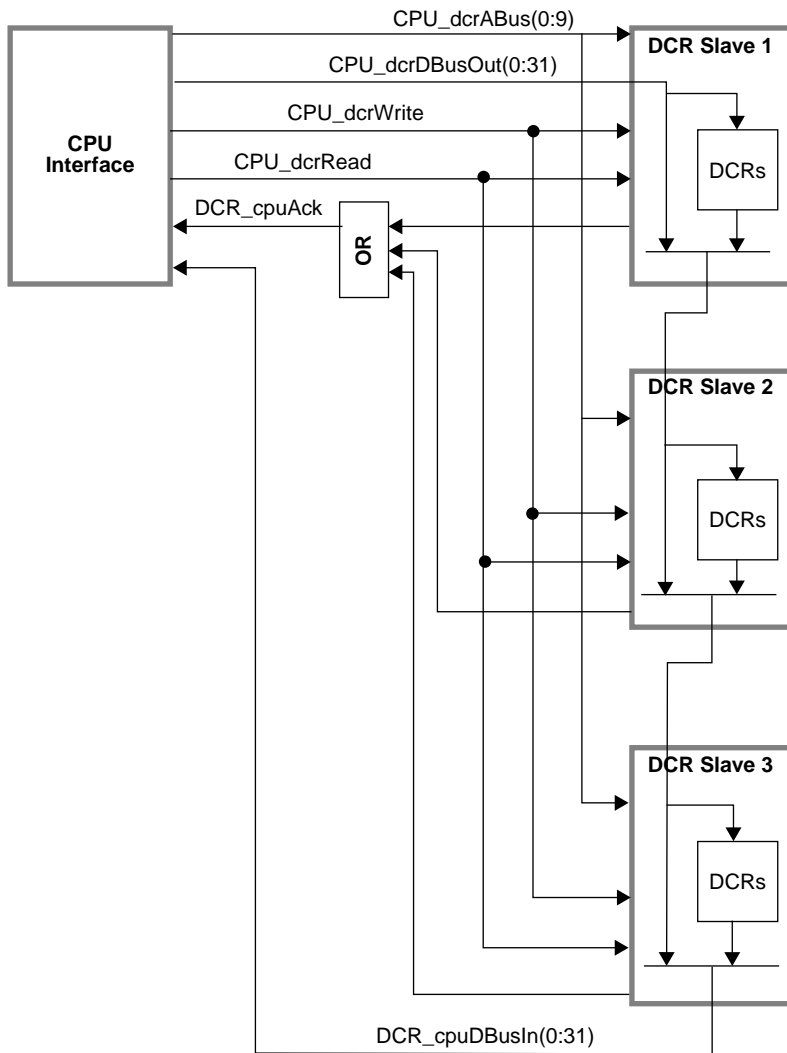 CPU_dcrABus(0:9)
DCR Slave 1
CPU_dcrDBusOut(0:31)
CPU
Interface
CPU_dcrWrite
CPU_dcrRead
DCRs
DCR_cpuAck
OR
DCR Slave 2
DCRs
DCR Slave 3
DCRs
DCR_cpuDBusIn(0:31)